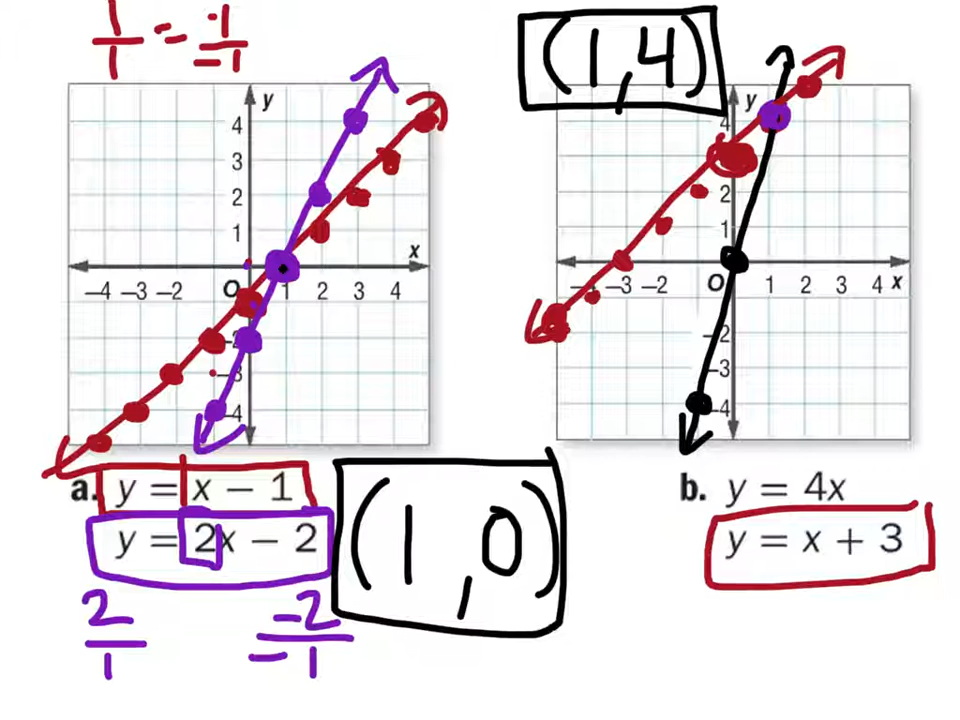 1/1 = -1/-1
(1,4)
y
4
3
2
1
x
-4 -3 -2 O 1 2 3 4
-2
-3
-4
y
4
2
1
-4 -3 -2 O 1 2 3 4 x
-2
-3
-4
a. y = x − 1
y = 2x − 2
2/1 -2/-1
(1,0)
b. y = 4x
y = x + 3